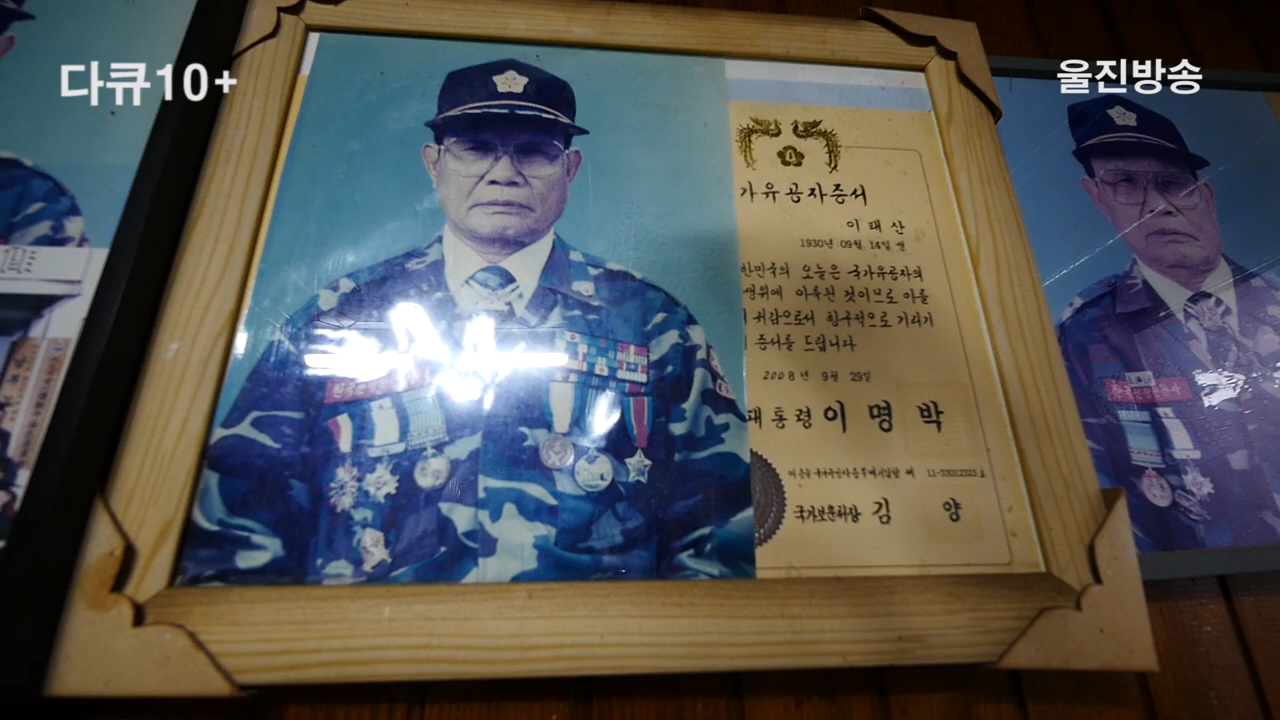 다큐10+
울진방송
가유공자증서
이 태 산
1930년 09월 14일 생
한민국의 오늘은 국가유공자의
생위에 이룩된 것이므로 이를
귀감으로서 항구적으로 기리기
증서를 드립니다
2008년 9월 29일
대통령 이 명 박
국가보훈처장 김 양